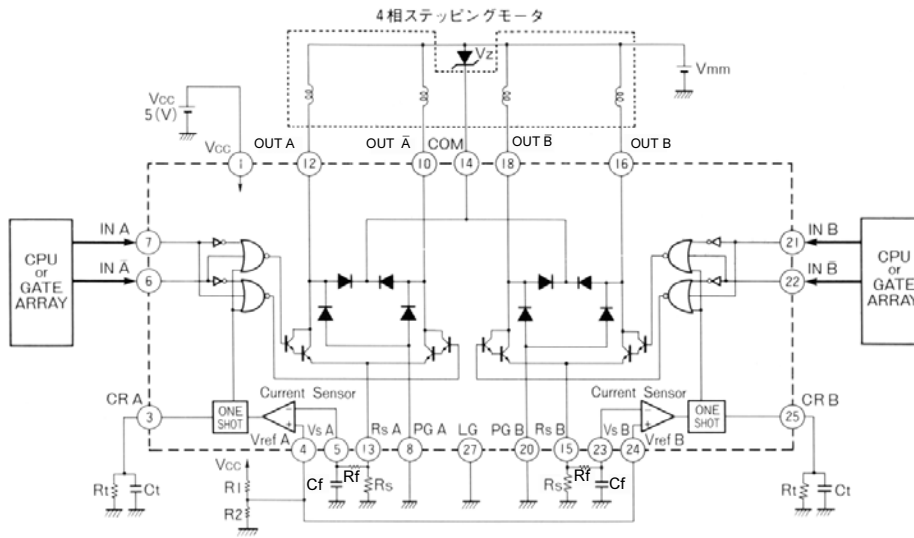 4相ステッピングモータ
Vz
Vmm
Vcc
5(V)
Vcc
OUT A
OUT Ā
COM
OUT B̄
OUT B
1
12
10
14
18
16
CPU
or
GATE
ARRAY
IN A
7
IN Ā
6
IN B
21
IN B̄
22
CPU
or
GATE
ARRAY
Current Sensor
Current Sensor
CR A
3
ONE
SHOT
ONE
SHOT
CR B
25
Vref A
Vs A
Rs A
PG A
LG
PG B
Rs B
Vs B
Vref B
4
5
13
8
27
20
15
23
24
Vcc
R1
R2
Rt
Ct
Cf
Rf
Rs
Rs
Rf
Cf
Rt
Ct